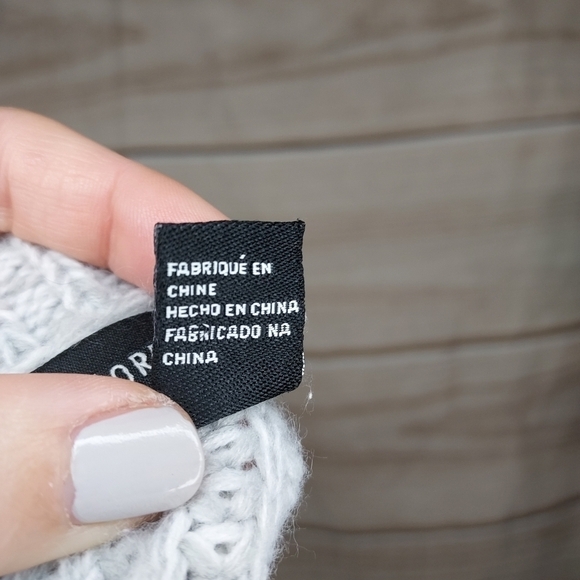 FABRIQUÉ EN
CHINE
HECHO EN CHINA
FABRICADO NA
CHINA